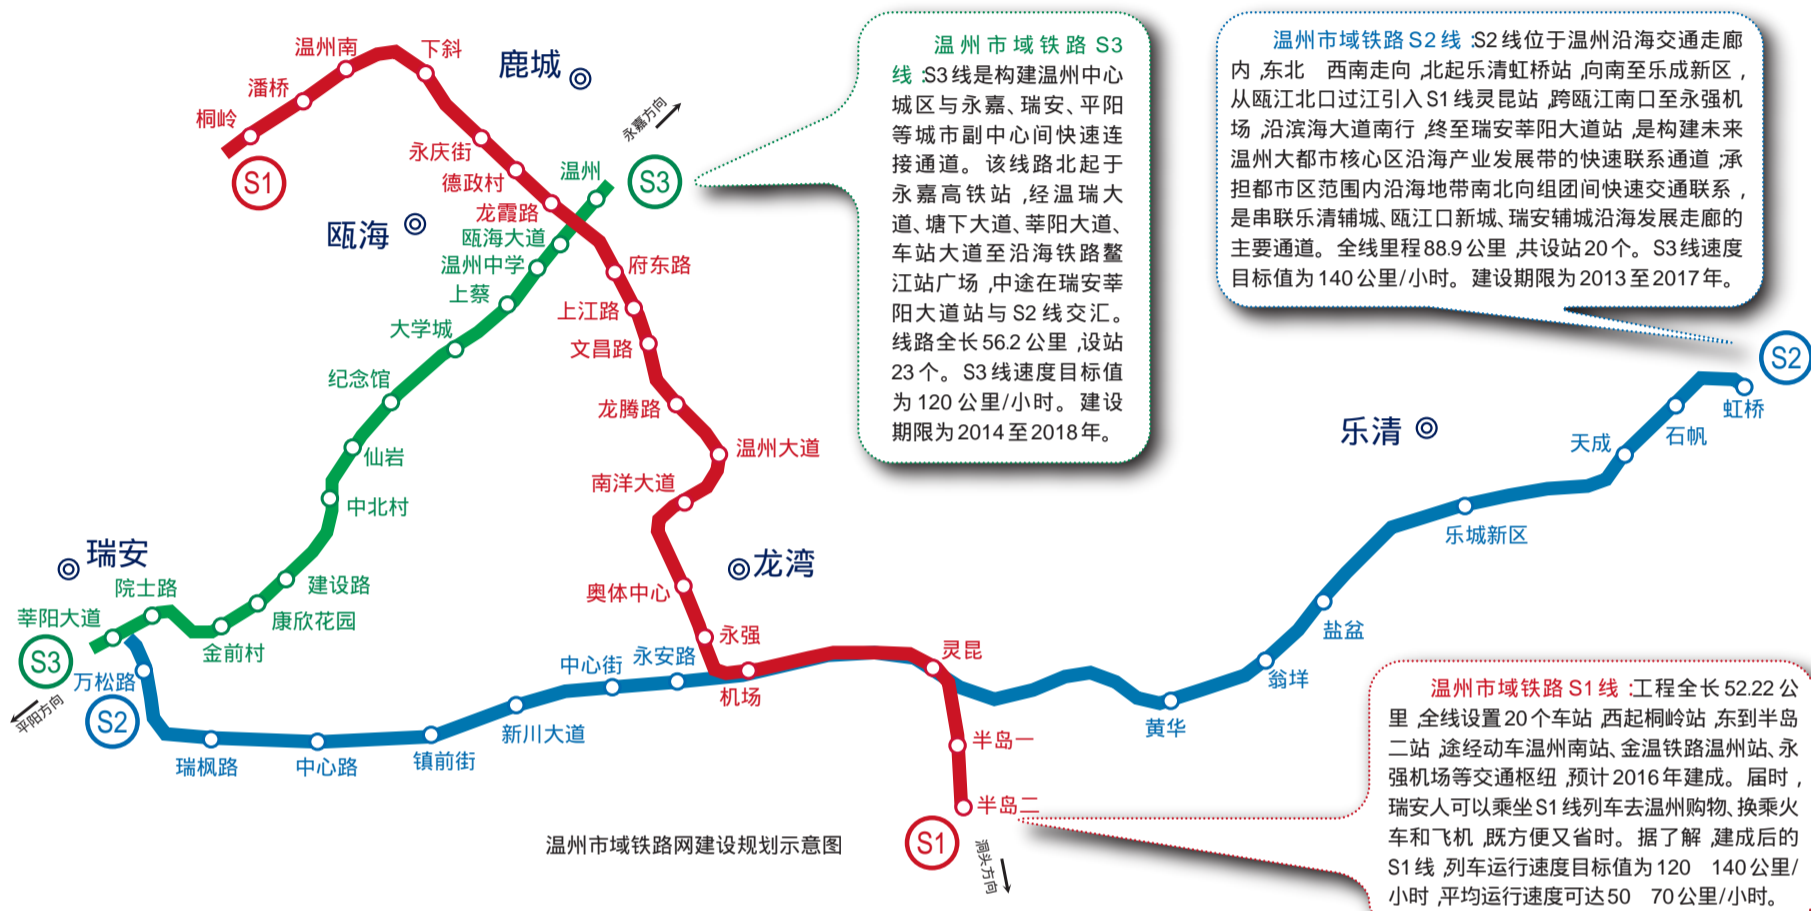 温州南
下斜
潘桥
桐岭
S1
鹿城
永嘉方向
永庆街
德政村
温州
S3
龙霞路
瓯海
瓯海大道
温州中学
上蔡
府东路
上江路
大学城
文昌路
纪念馆
龙腾路
仙岩
温州大道
南洋大道
中北村
瑞安
龙湾
院士路
建设路
奥体中心
莘阳大道
康欣花园
金前村
S3
永强
万松路
中心街
永安路
灵昆
平阳方向
S2
机场
新川大道
瑞枫路
中心路
镇前街
半岛一
半岛二
S1
洞头方向
黄华
翁垟
盐盆
乐城新区
天成
石帆
虹桥
S2
乐清
温州市域铁路网建设规划示意图
温州市域铁路S3
线:S3线是构建温州中心
城区与永嘉、瑞安、平阳
等城市副中心间快速连
接通道。该线路北起于
永嘉高铁站,经温瑞大
道、塘下大道、莘阳大道、
车站大道至沿海铁路鳌
江站广场,中途在瑞安莘
阳大道站与S2线交汇。
线路全长56.2公里,设站
23个。S3线速度目标值
为120公里/小时。建设
期限为2014至2018年。
温州市域铁路S2线:S2线位于温州沿海交通走廊
内,东北 西南走向,北起乐清虹桥站,向南至乐成新区,
从瓯江北口过江引入S1线灵昆站,跨瓯江南口至永强机
场,沿滨海大道南行,终至瑞安莘阳大道站,是构建未来
温州大都市核心区沿海产业发展带的快速联系通道;承
担都市区范围内沿海地带南北向组团间快速交通联系,
是串联乐清辅城、瓯江口新城、瑞安辅城沿海发展走廊的
主要通道。全线里程88.9公里,共设站20个。S3线速度
目标值为140公里/小时。建设期限为2013至2017年。
温州市域铁路S1线:工程全长52.22公
里,全线设置20个车站,西起桐岭站,东到半岛
二站,途经动车温州南站、金温铁路温州站、永
强机场等交通枢纽,预计2016年建成。届时,
瑞安人可以乘坐S1线列车去温州购物、换乘火
车和飞机,既方便又省时。据了解,建成后的
S1线,列车运行速度目标值为120 140公里/
小时,平均运行速度可达50 70公里/小时。